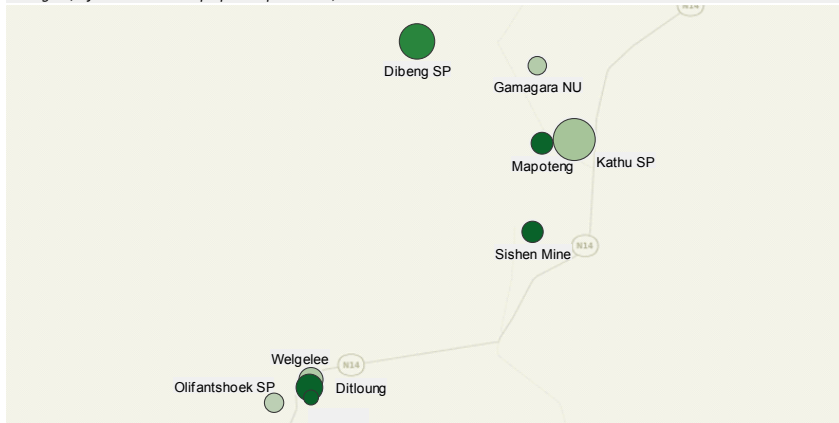 N14
Dibeng SP
Gamagara NU
Mapoteng
Kathu SP
Sishen Mine
N14
Welgelee
N14
Olifantshoek SP
Ditloung